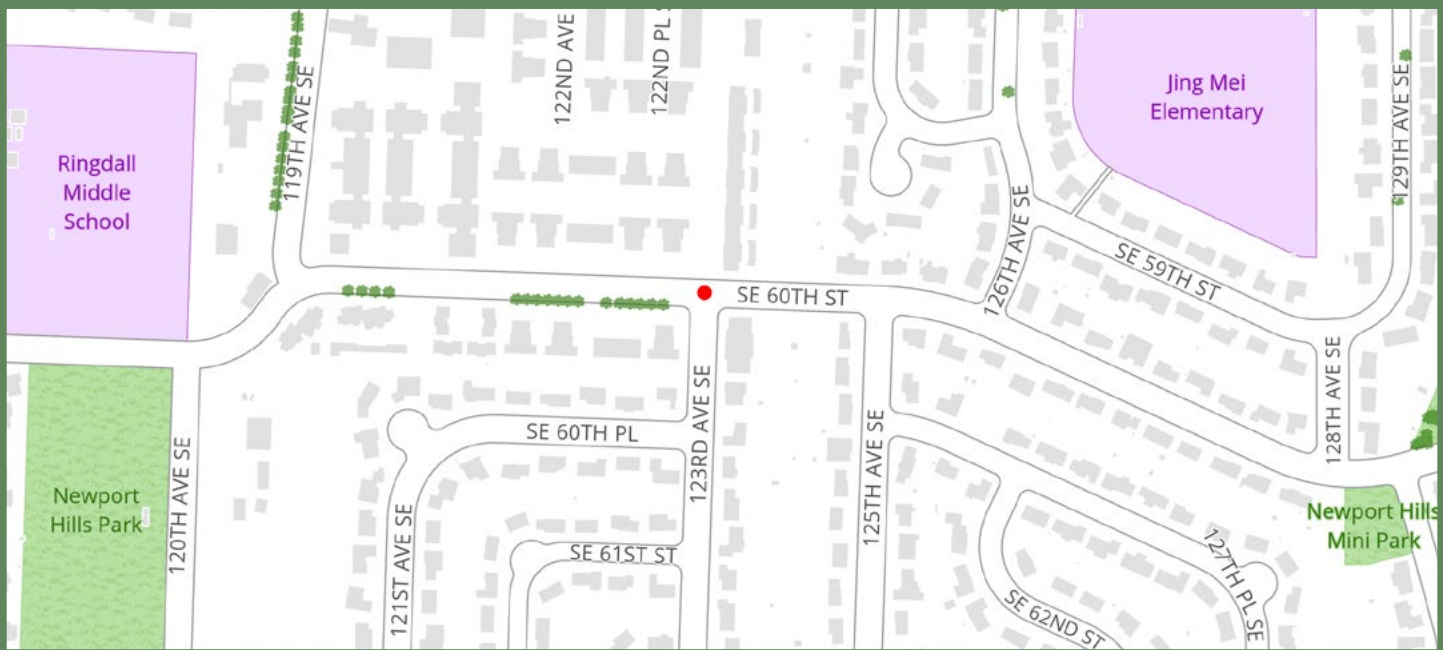 122ND AVE
122ND PL S
119TH AVE SE
Jing Mei
Elementary
129TH AVE SE
Ringdall
Middle
School
126TH AVE SE
SE 59TH ST
SE 60TH ST
128TH AVE SE
123RD AVE SE
125TH AVE SE
SE 60TH PL
120TH AVE SE
Newport
Hills Park
121ST AVE SE
SE 61ST ST
Newport Hills
Mini Park
127TH PL SE
SE 62ND ST